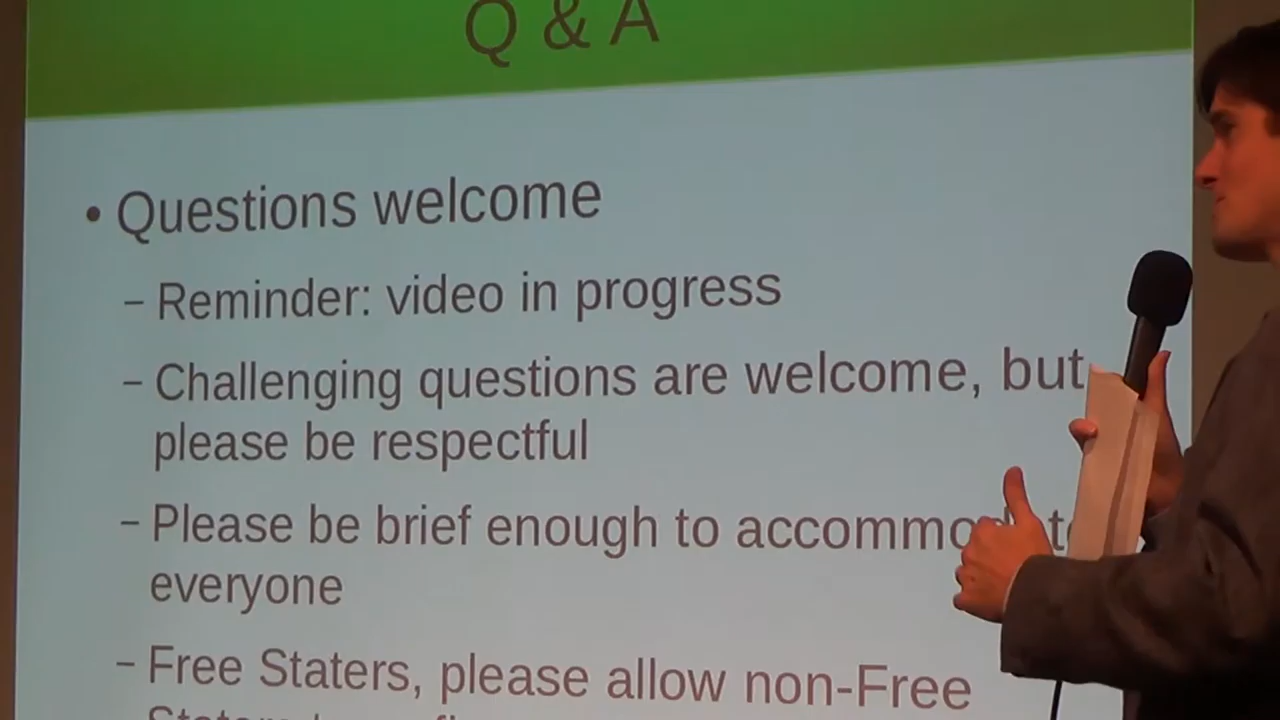 Q & A
• Questions welcome
– Reminder: video in progress
– Challenging questions are welcome, but
please be respectful
– Please be brief enough to
everyone
– Free Staters, please allow non-Free